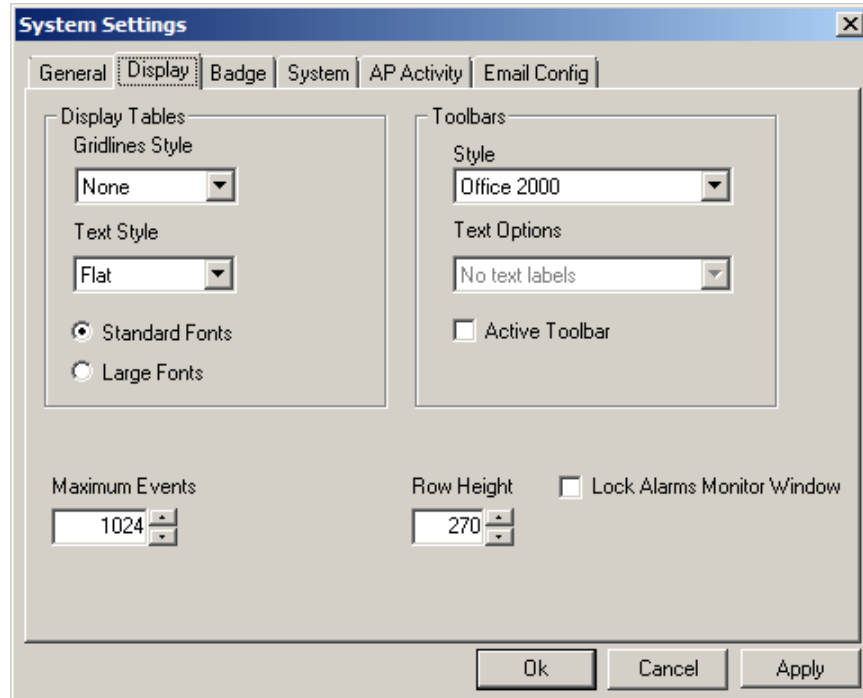 System Settings
General Display Badge System AP Activity Email Config
Display Tables
Gridlines Style
None
Text Style
Flat
Standard Fonts
Large Fonts
Toolbars
Style
Office 2000
Text Options
No text labels
Active Toolbar
Maximum Events
1024
Row Height
270
Lock Alarms Monitor Window
Ok Cancel Apply